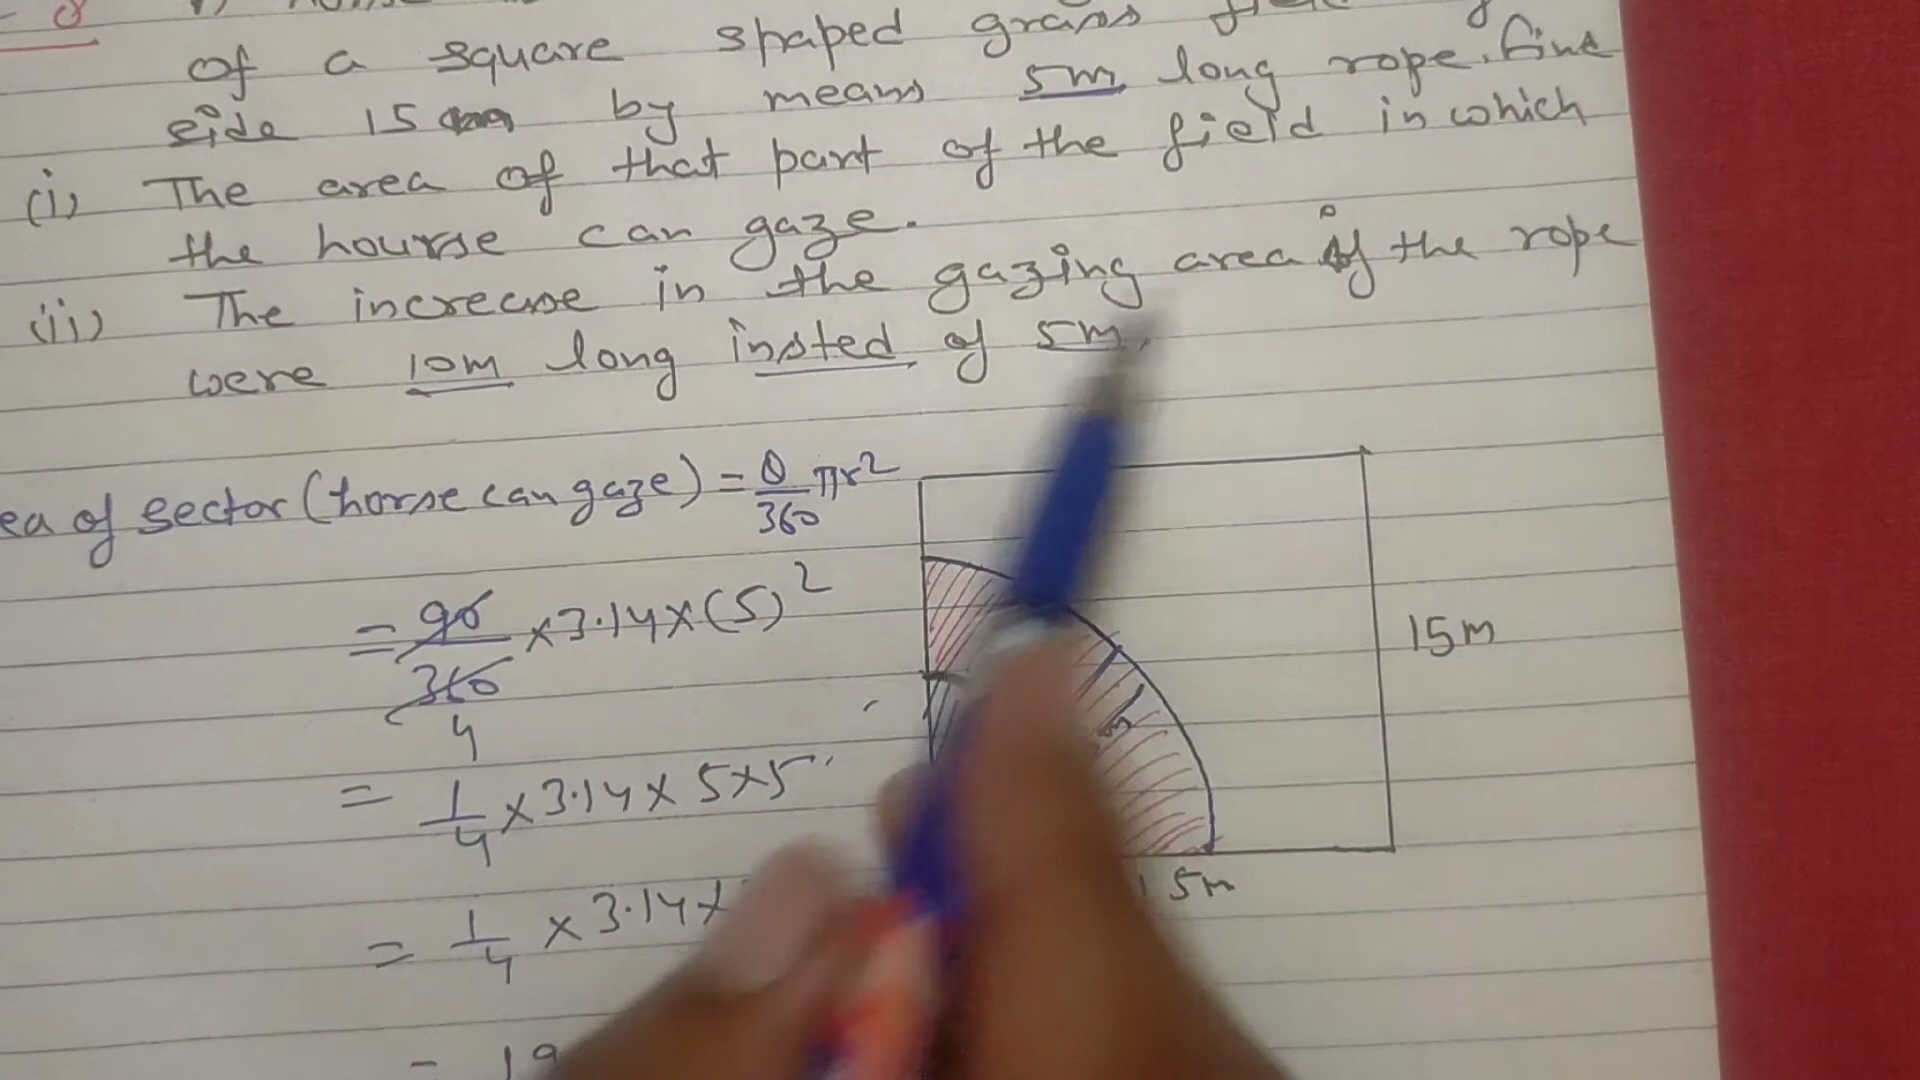 of a square shaped grass
side 15 by means 5m long rope. find
(i) The area of that part of the field in which
the hourse can gaze.
(ii) The increase in the gazing area if the rope
were 10m long insted of 5m.
ea of sector (horse can gaze) = θ/360 πr²
= 90/360 × 3.14 × (5)²
4
= 1/4 × 3.14 × 5 × 5
= 1/4 × 3.14 ×
= 19
15m
5m